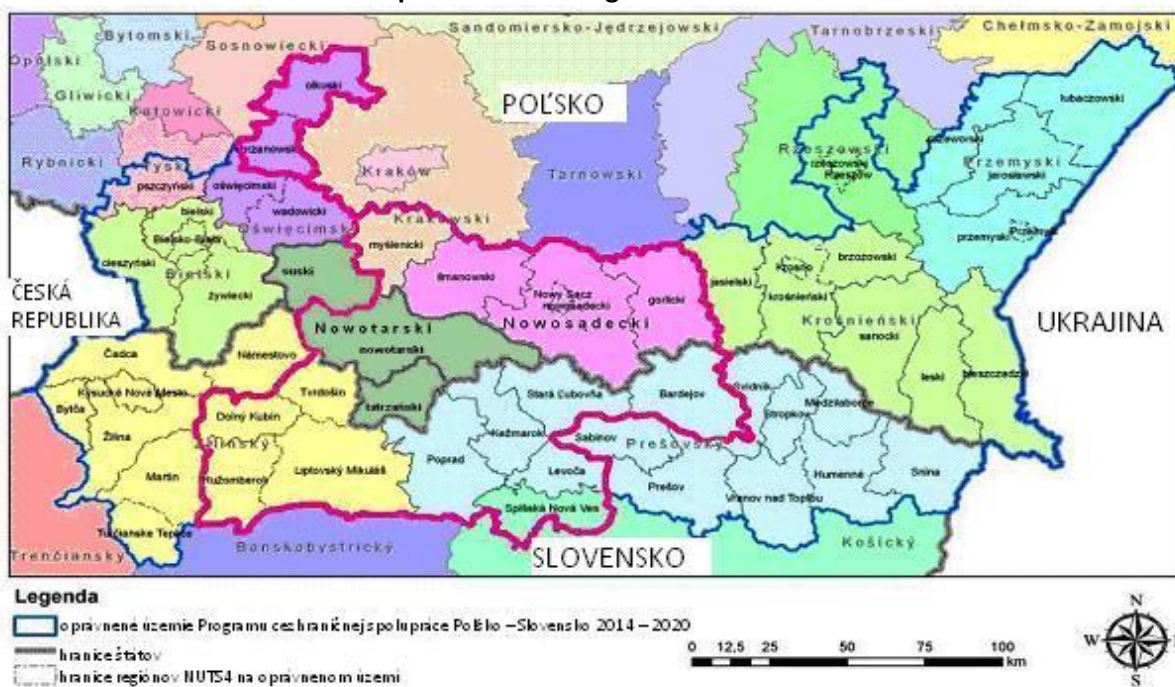 Sandomiersko-Jędrzejowski
Chełmsko-Zamojski
Bytomski
Sosnowiecki
Tarnobrzeski
Opolski
olkuski
lubaczowski
Gliwicki
Katowicki
POĽSKO
Rzeszowski
rzeszowski
Rzeszów
Przemyski
jarosławski
Rybnicki
pszczyński
oświęcimski
Kraków
Tarnowski
bielski
wadowicki
Krakowski
przemyski
myślenicki
cieszyński
Bielski
suski
limanowski
Nowy Sącz
nowosądecki
gorlicki
jasielski
Krosno
brzozowski
krośnieński
żywiecki
ČESKÁ
REPUBLIKA
Nowosądecki
Krośnieński
sanocki
UKRAJINA
Nowotarski
nowotarski
Čadca
Námestovo
leski
Kysucké Nové Mesto
Tvrdošín
tatrzański
Stará Ľubovňa
Bardejov
Svidník
Medzilaborce
Stropkov
Bytča
Dolný Kubín
Žilina
Kežmarok
Sabinov
Prešovský
Poprad
Levoča
Martin
Ružomberok
Liptovský Mikuláš
Prešov
Humenné
Snina
Vranov nad Topľou
Spišská Nová Ves
Turčianske Teplice
Trenčiansky
Banskobystrický
SLOVENSKO
Košický
Legenda
oprávnené územie Programu cezhraničnej spolupráce Poľsko – Slovensko 2014 – 2020
hranice štátov
hranice regiónov NUTS4 na oprávnenom území
0 12,5 25 50 75 100
km
N
W
E
S